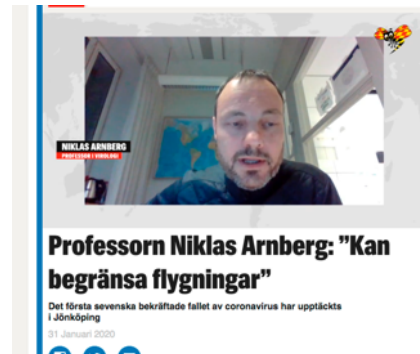 NIKLAS ARNBERG
PROFESSOR I VIROLOGI
Professorn Niklas Arnberg: ”Kan
begränsa flygningar”
Det första sevenska bekräftade fallet av coronavirus har upptäckts
i Jönköping
31 Januari 2020